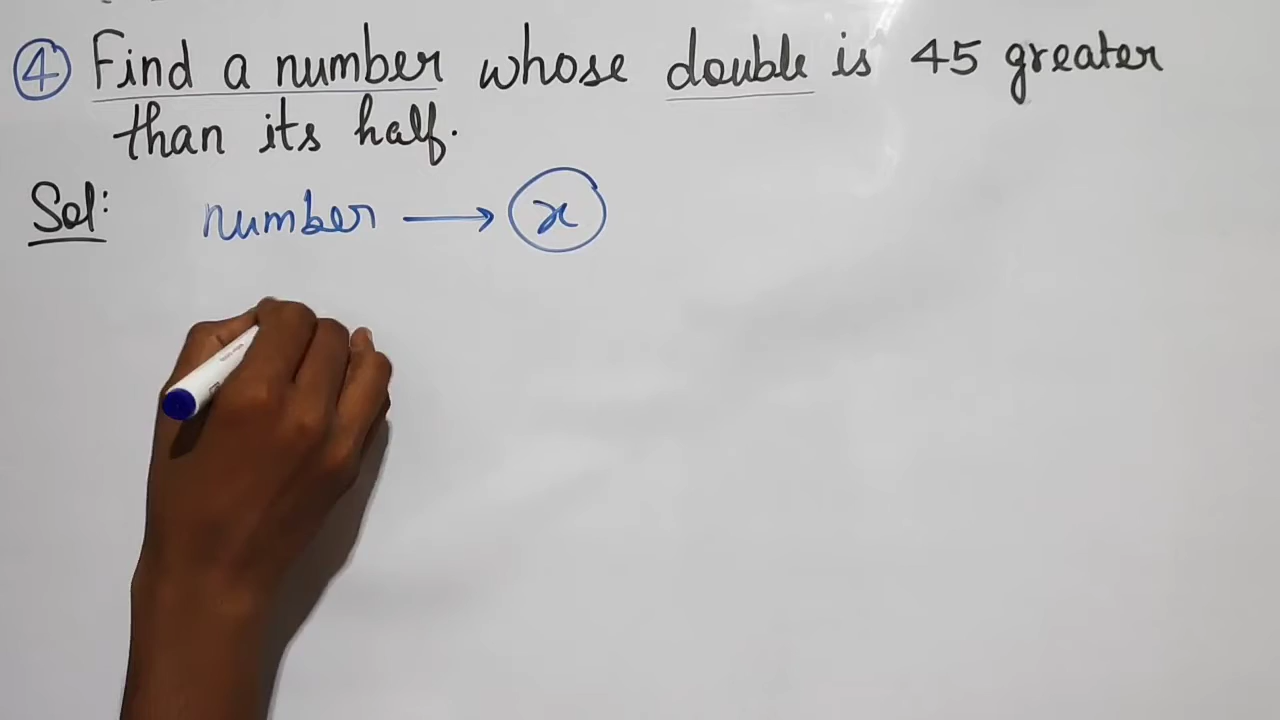 ④ Find a number whose double is 45 greater
than its half.
Sol:  number ⟶ x